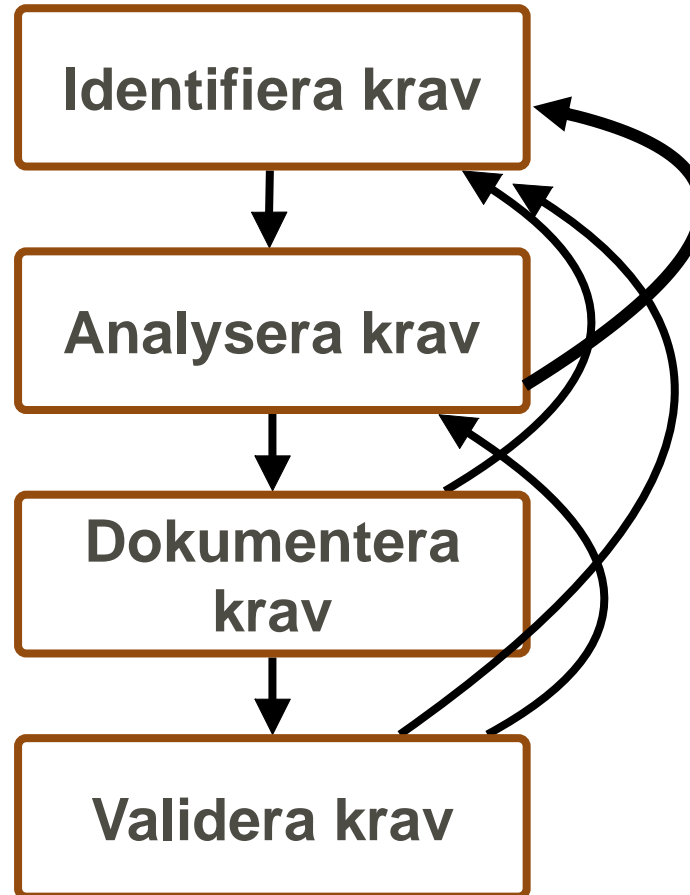 Identifiera krav
Analysera krav
Dokumentera
krav
Validera krav